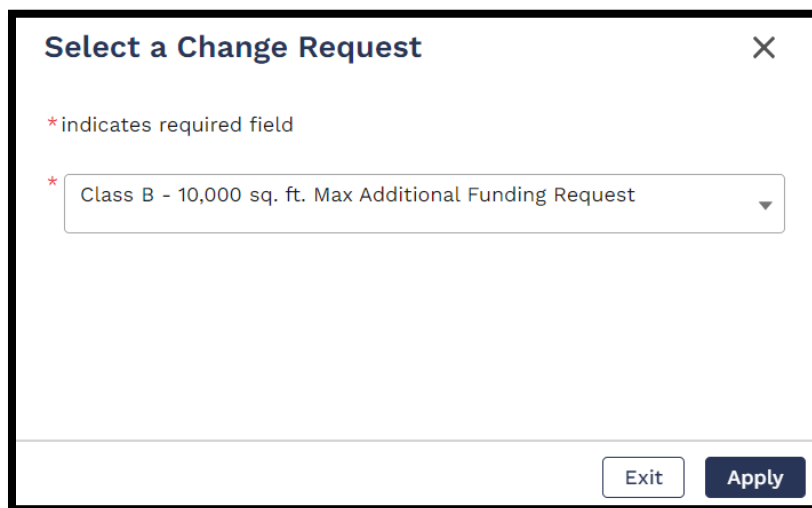 Select a Change Request
*indicates required field
* Class B - 10,000 sq. ft. Max Additional Funding Request
Exit Apply